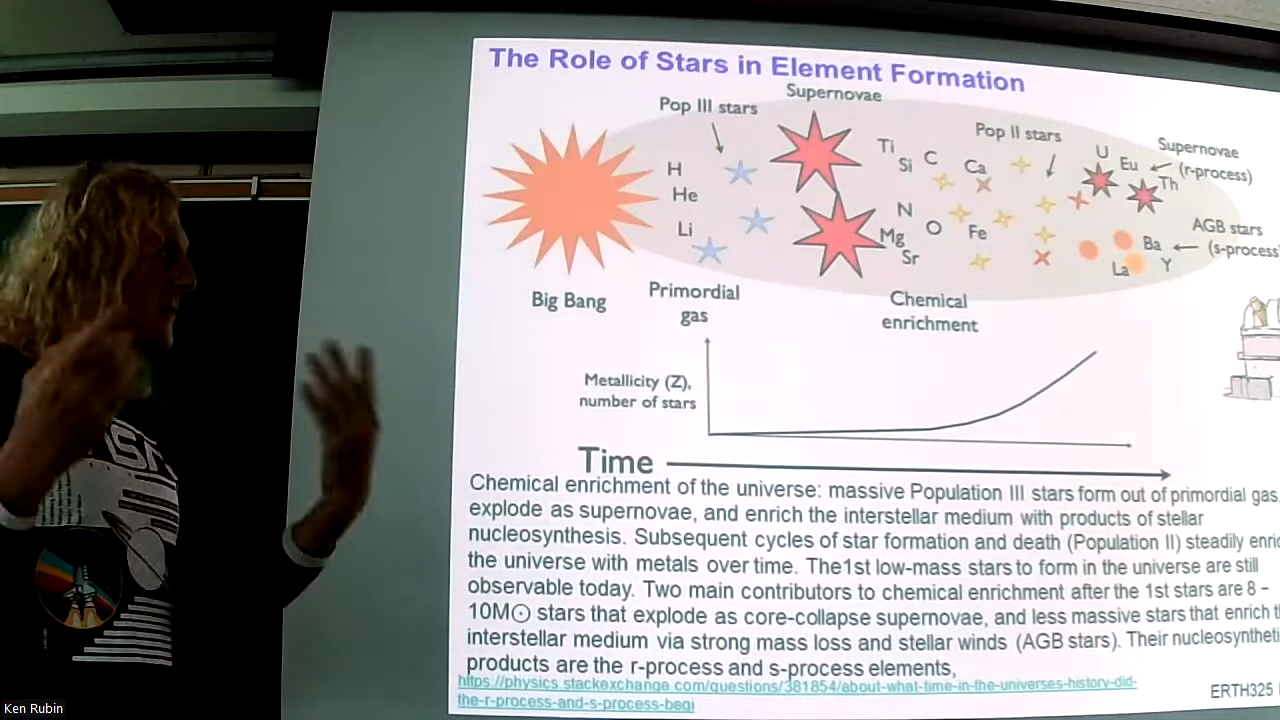 The Role of Stars in Element Formation
Supernovae
Pop III stars
Pop II stars
Supernovae
(r-process)
Ti
Si
C
Ca
U
Eu
Th
H
He
Li
N
O
Fe
Mg
Sr
AGB stars
(s-process
Ba
La
Y
Big Bang
Primordial
gas
Chemical
enrichment
Metallicity (Z),
number of stars
Time
Chemical enrichment of the universe: massive Population III stars form out of primordial gas,
explode as supernovae, and enrich the interstellar medium with products of stellar
nucleosynthesis. Subsequent cycles of star formation and death (Population II) steadily enri
the universe with metals over time. The1st low-mass stars to form in the universe are still
observable today. Two main contributors to chemical enrichment after the 1st stars are 8 –
10M⊙ stars that explode as core-collapse supernovae, and less massive stars that enrich t
interstellar medium via strong mass loss and stellar winds (AGB stars). Their nucleosyntheti
products are the r-process and s-process elements,
https://physics.stackexchange.com/questions/381854/about-what-time-in-the-universes-history-did-
the-r-process-and-s-process-begi
ERTH325
Ken Rubin